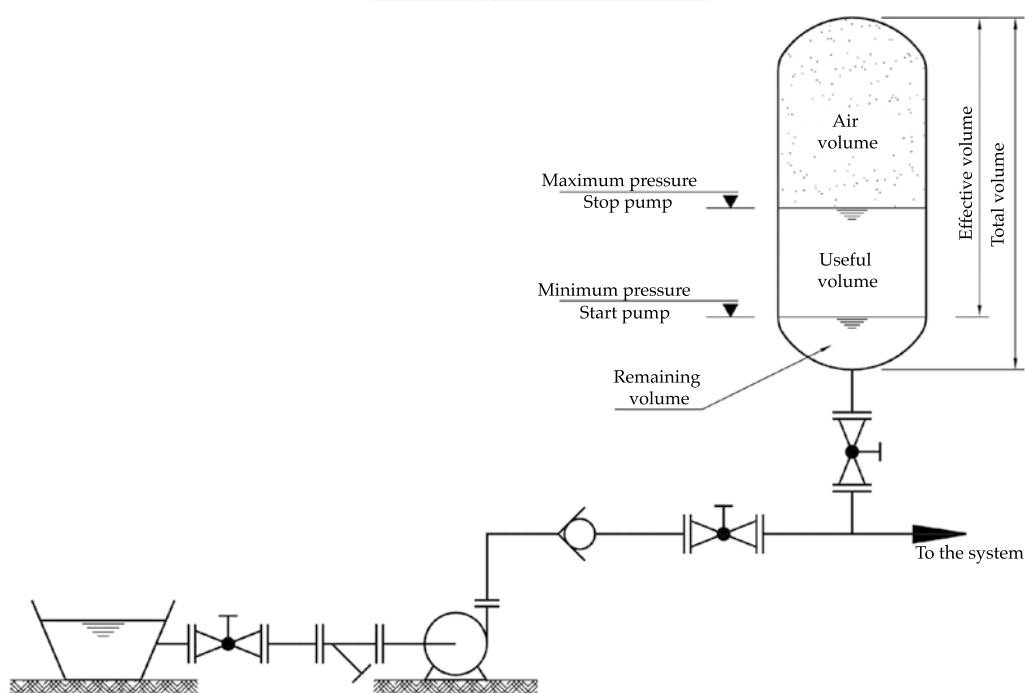 Air
volume
Maximum pressure
Stop pump
Effective volume
Total volume
Useful
volume
Minimum pressure
Start pump
Remaining
volume
To the system